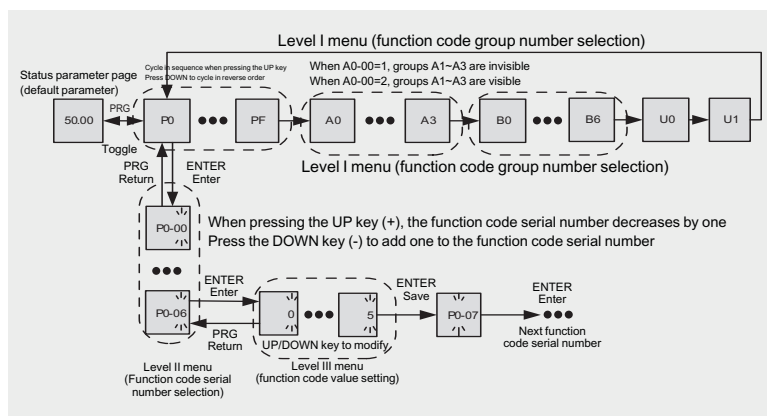 Level I menu (function code group number selection)
Status parameter page
(default parameter)
Cycle in sequence when pressing the UP key
Press DOWN to cycle in reverse order
When A0-00=1, groups A1~A3 are invisible
When A0-00=2, groups A1~A3 are visible
50.00
PRG
Toggle
P0
PF
A0
A3
B0
B6
U0
U1
Level I menu (function code group number selection)
PRG
Return
ENTER
Enter
P0-00
When pressing the UP key (+), the function code serial number decreases by one
Press the DOWN key (-) to add one to the function code serial number
P0-06
ENTER
Enter
PRG
Return
0
5
UP/DOWN key to modify
ENTER
Save
P0-07
ENTER
Enter
Next function
code serial number
Level II menu
(Function code serial
number selection)
Level III menu
(function code value setting)